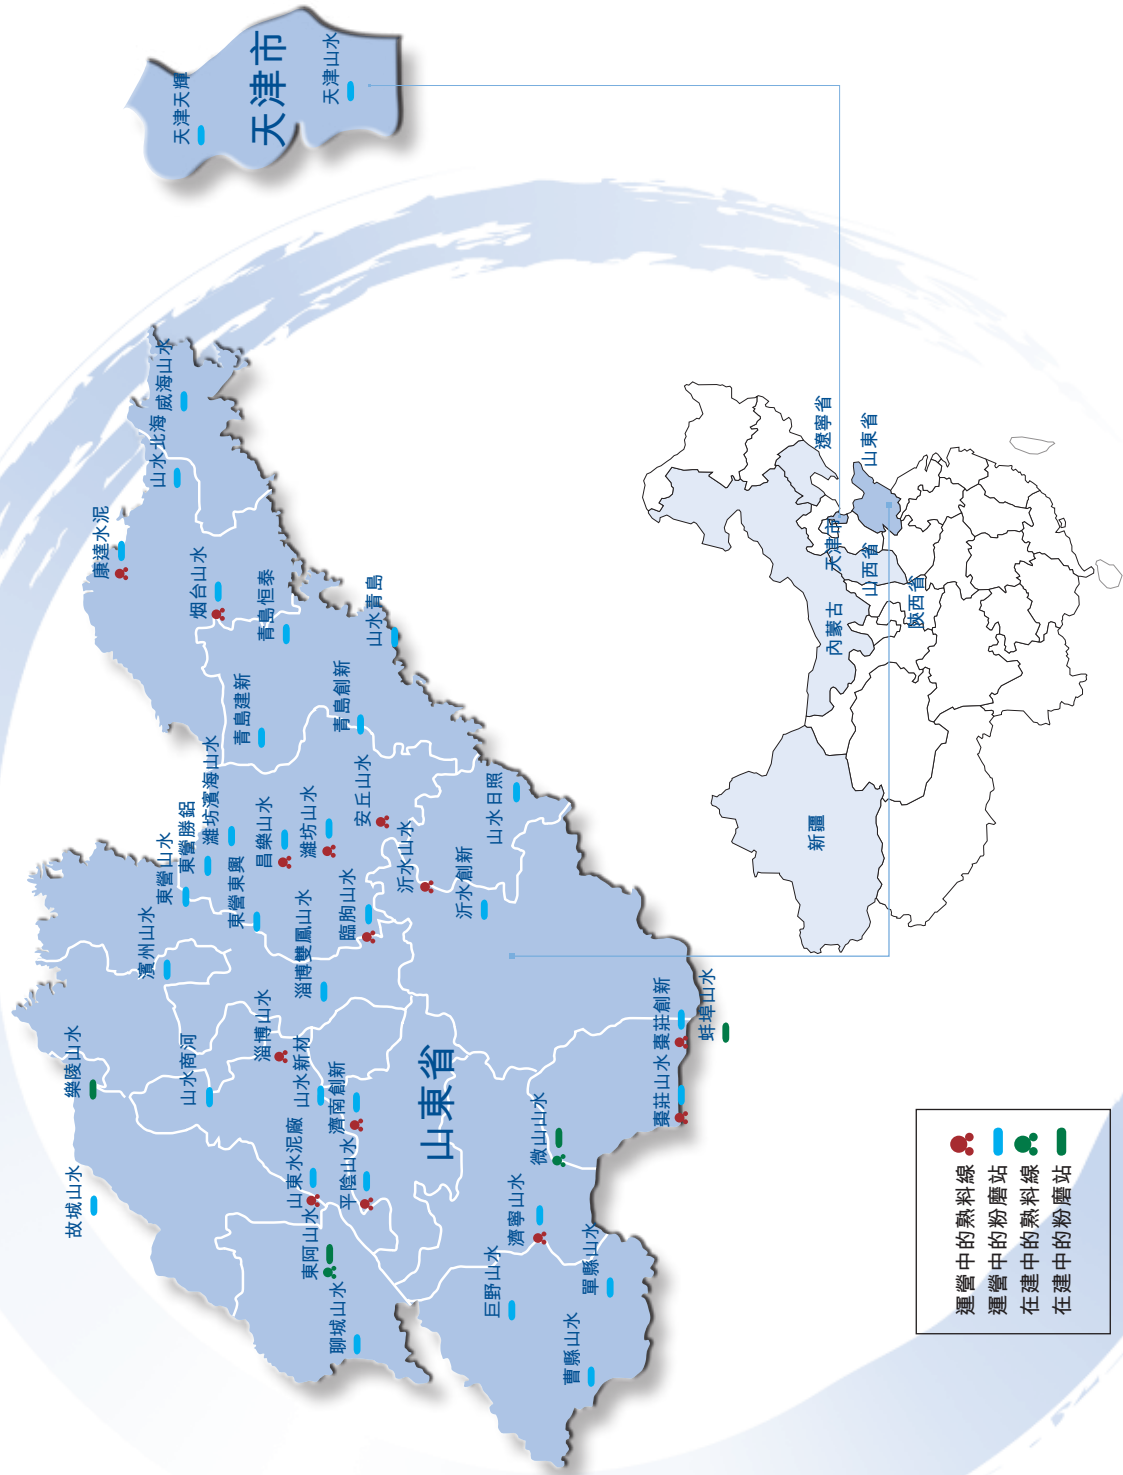 天津市
天津天輝
天津山水
威海山水
山水北海
康達水泥
烟台山水
青島恒泰
山水青島
青島建新
青島創新
濰坊濱海山水
東營勝鋁
東營山水
東營東興
昌樂山水
濰坊山水
安丘山水
沂水山水
山水日照
沂水創新
臨朐山水
淄博雙鳳山水
濱州山水
淄博山水
山水新材
濟南創新
山水商河
樂陵山水
故城山水
山東水泥廠
平陰山水
東阿山水
聊城山水
山東省
微山山水
濟寧山水
巨野山水
單縣山水
曹縣山水
棗莊山水
棗莊創新
蚌埠山水
遼寧省
山東省
天津市
山西省
陝西省
內蒙古
新疆
運營中的熟料線
運營中的粉磨站
在建中的熟料線
在建中的粉磨站